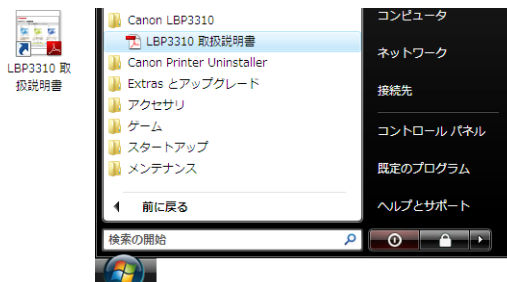 LBP3310 取
扱説明書
Canon LBP3310
LBP3310 取扱説明書
Canon Printer Uninstaller
Extras とアップグレード
アクセサリ
ゲーム
スタートアップ
メンテナンス
前に戻る
検索の開始
コンピュータ
ネットワーク
接続先
コントロール パネル
既定のプログラム
ヘルプとサポート